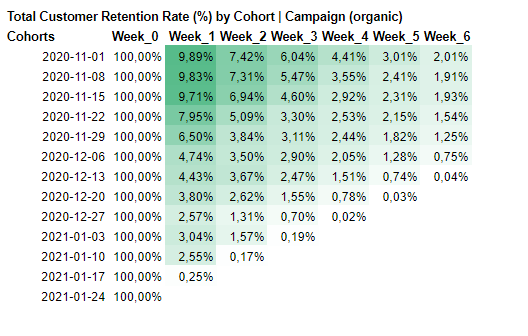 Total Customer Retention Rate (%) by Cohort | Campaign (organic)
Cohorts Week_0 Week_1 Week_2 Week_3 Week_4 Week_5 Week_6
2020-11-01 100,00% 9,89% 7,42% 6,04% 4,41% 3,01% 2,01%
2020-11-08 100,00% 9,83% 7,31% 5,47% 3,55% 2,41% 1,91%
2020-11-15 100,00% 9,71% 6,94% 4,60% 2,92% 2,31% 1,93%
2020-11-22 100,00% 7,95% 5,09% 3,30% 2,53% 2,15% 1,54%
2020-11-29 100,00% 6,50% 3,84% 3,11% 2,44% 1,82% 1,25%
2020-12-06 100,00% 4,74% 3,50% 2,90% 2,05% 1,28% 0,75%
2020-12-13 100,00% 4,43% 3,67% 2,47% 1,51% 0,74% 0,04%
2020-12-20 100,00% 3,80% 2,62% 1,55% 0,78% 0,03%
2020-12-27 100,00% 2,57% 1,31% 0,70% 0,02%
2021-01-03 100,00% 3,04% 1,57% 0,19%
2021-01-10 100,00% 2,55% 0,17%
2021-01-17 100,00% 0,25%
2021-01-24 100,00%